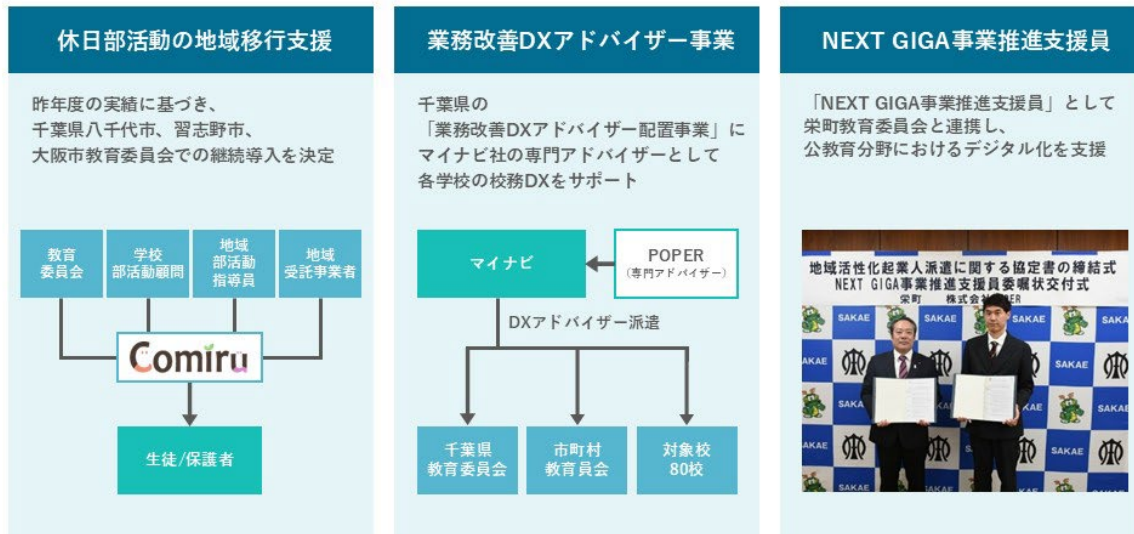 休日部活動の地域移行支援
昨年度の実績に基づき、
千葉県八千代市、習志野市、
大阪市教育委員会での継続導入を決定
教育
委員会
学校
部活動顧問
地域
部活動
指導員
地域
受託事業者
Comiru
生徒/保護者
業務改善DXアドバイザー事業
千葉県の
「業務改善DXアドバイザー配置事業」に
マイナビ社の専門アドバイザーとして
各学校の校務DXをサポート
マイナビ
POPER
(専門アドバイザー)
DXアドバイザー派遣
千葉県
教育委員会
市町村
教育員会
対象校
80校
NEXT GIGA事業推進支援員
「NEXT GIGA事業推進支援員」として
栄町教育委員会と連携し、
公教育分野におけるデジタル化を支援
地域活性化起業人派遣に関する協定書の締結式
NEXT GIGA事業推進支援員委嘱状交付式
栄町 株式会社 ER
SAKAE
SAKAE
SAKAE
SAKAE
SAKAE
SAKAE
SAKAE
SAKAE